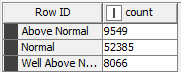 Row ID I count
Above Normal 9549
Normal 52385
Well Above N... 8066